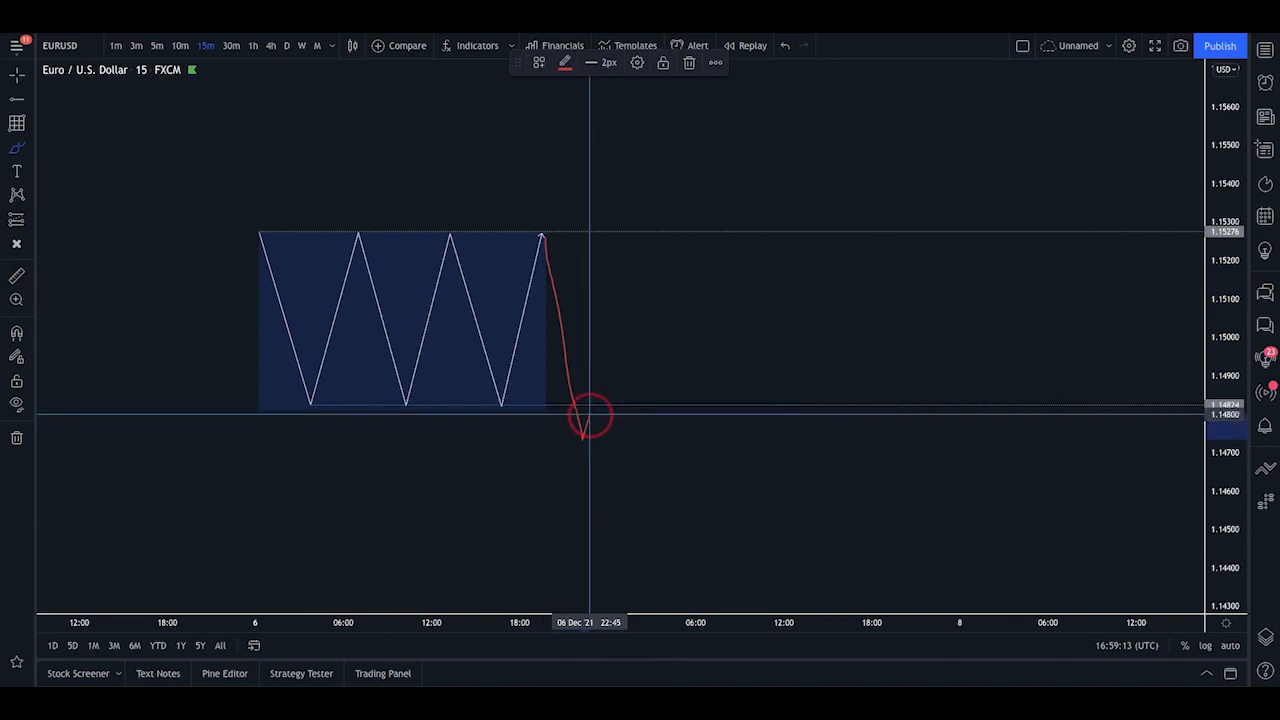 11
EURUSD 1m 3m 5m 10m 15m 30m 1h 4h D W M Compare Indicators Financials Templates Alert Replay Unnamed Publish
2px
Euro / U.S. Dollar 15 FXCM
USD
1.15600
1.15500
1.15400
1.15300
1.15276
1.15200
1.15100
1.15000
1.14900
1.14824
1.14800
1.14700
1.14600
1.14500
1.14400
1.14300
23
12:00 18:00 6 06:00 12:00 18:00 06 Dec '21 22:45 06:00 12:00 18:00 8 06:00 12:00
1D 5D 1M 3M 6M YTD 1Y 5Y All 16:59:13 (UTC) % log auto
Stock Screener Text Notes Pine Editor Strategy Tester Trading Panel